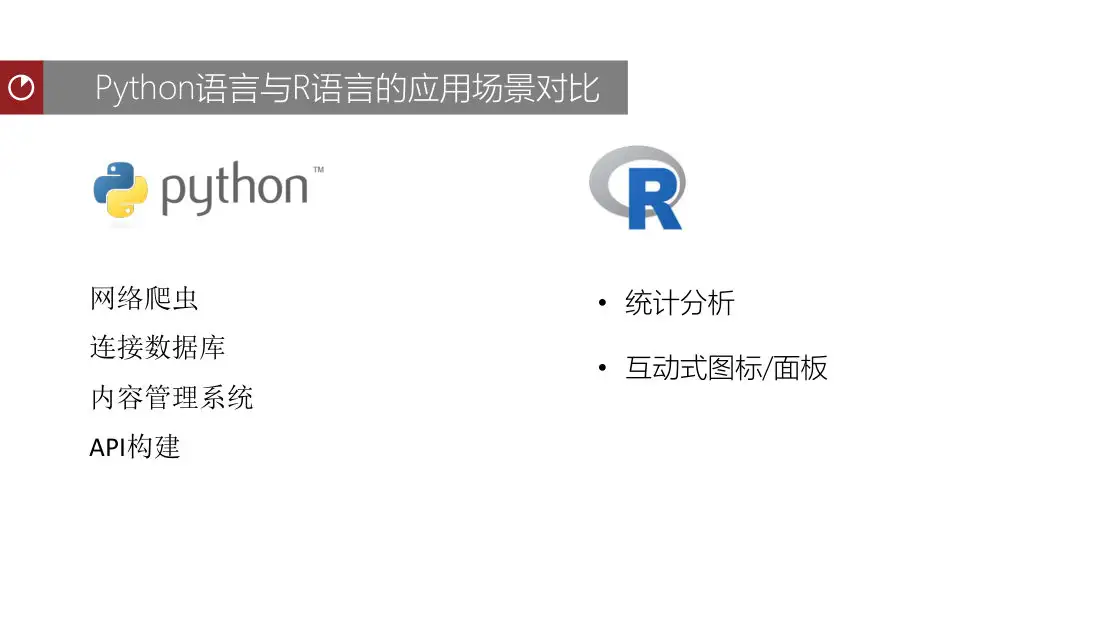 Python语言与R语言的应用场景对比
python™
R
网络爬虫
连接数据库
内容管理系统
API构建
• 统计分析
• 互动式图标/面板